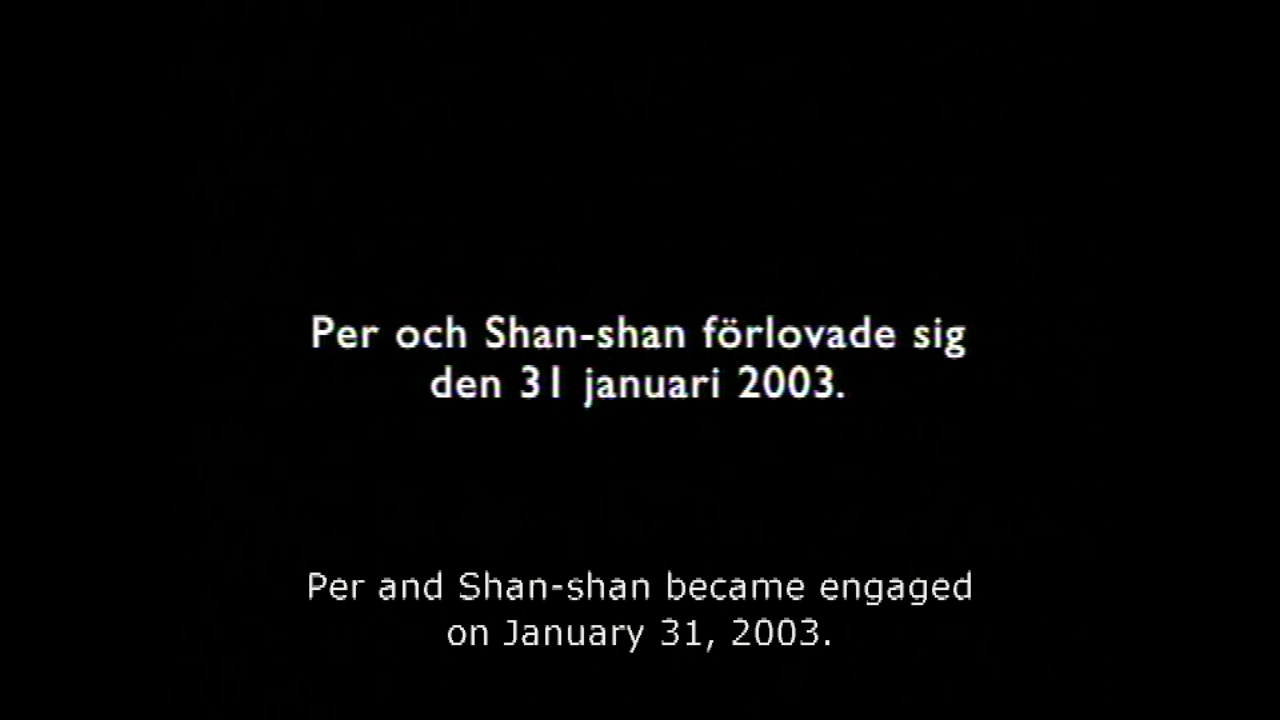 Per och Shan-shan förlovade sig
den 31 januari 2003.
Per and Shan-shan became engaged
on January 31, 2003.